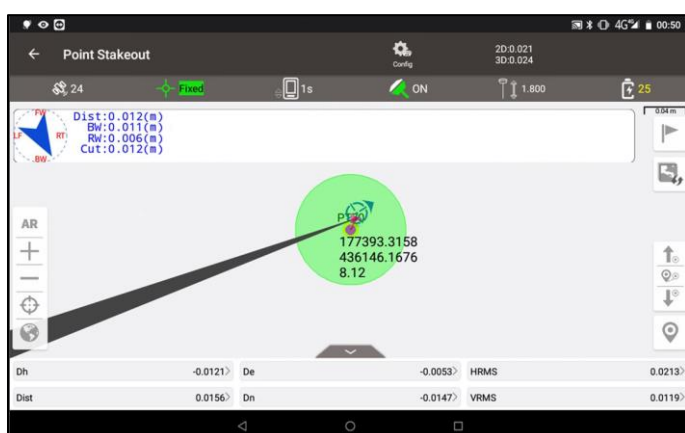 4G 00:50
Point Stakeout
Config
2D:0.021
3D:0.024
24
Fixed
1s
ON
1.800
25
FW
LF RT
BW
Dist:0.012(m)
BW:0.011(m)
RW:0.006(m)
Cut:0.012(m)
0.04 m
AR
177393.3158
436146.1676
8.12
Dh -0.0121
De -0.0053
HRMS 0.0213
Dist 0.0156
Dn -0.0147
VRMS 0.0119